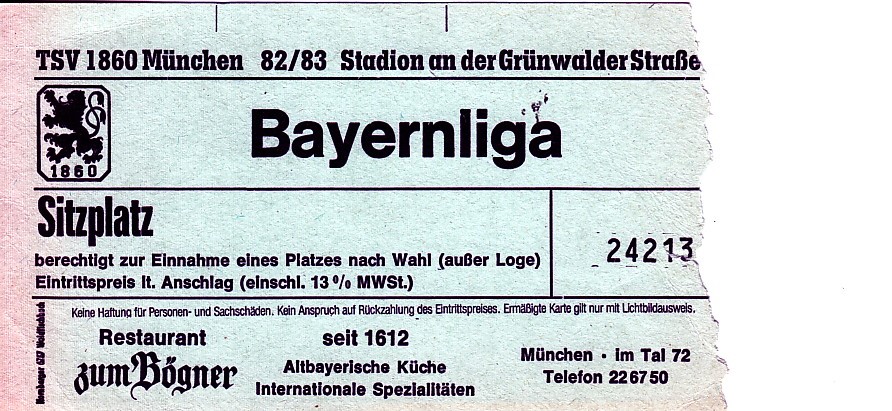 TSV 1860 München 82/83 Stadion an der Grünwalder Straße
1860
Bayernliga
Sitzplatz
berechtigt zur Einnahme eines Platzes nach Wahl (außer Loge)
Eintrittspreis lt. Anschlag (einschl. 13% MWSt.)
24213
Keine Haftung für Personen- und Sachschäden. Kein Anspruch auf Rückzahlung des Eintrittspreises. Ermäßigte Karte gilt nur mit Lichtbildausweis.
Restaurant
zum Bögner
seit 1612
Altbayerische Küche
Internationale Spezialitäten
München · im Tal 72
Telefon 226750